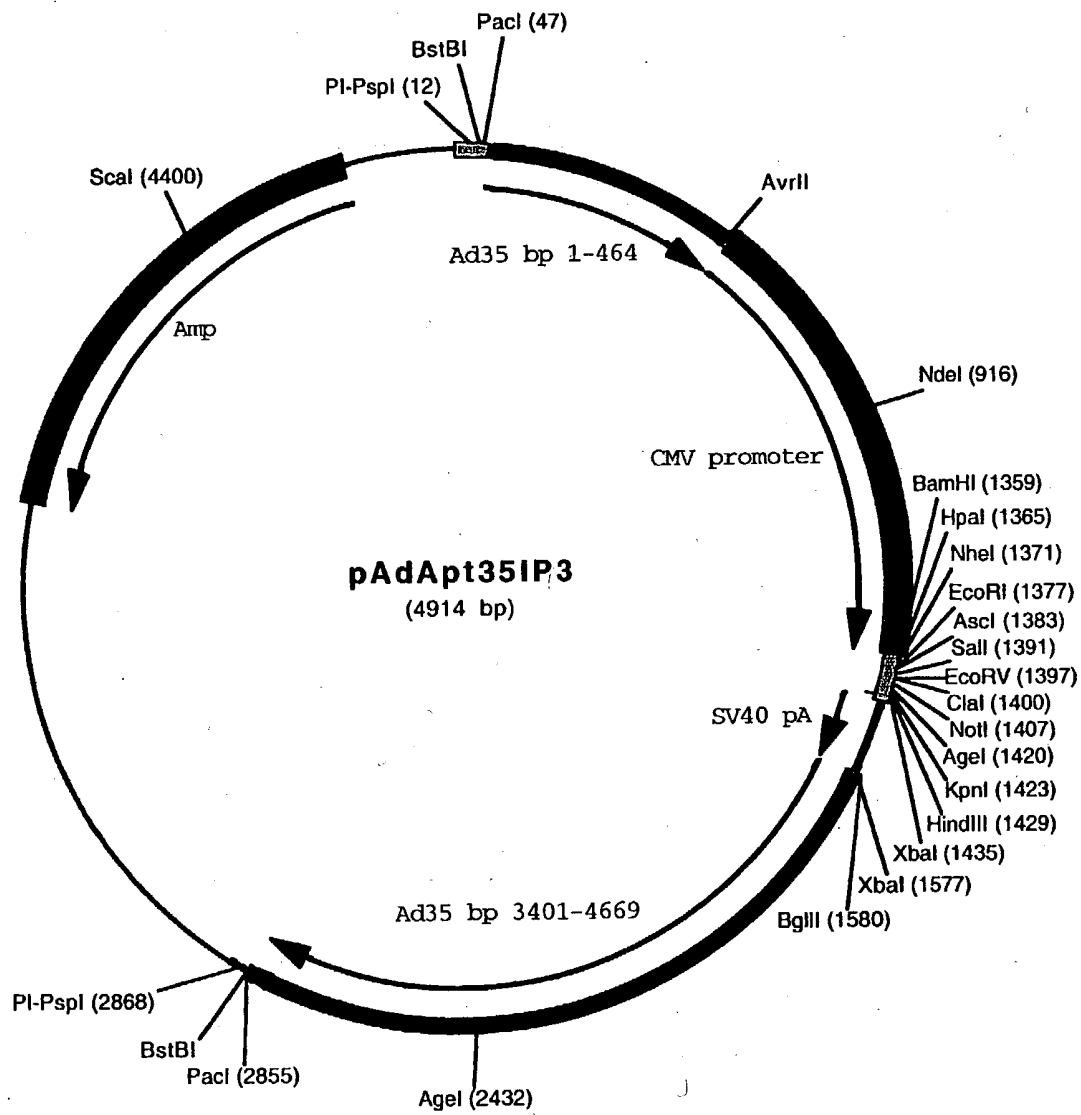 PacI (47)
BstBI
PI-PspI (12)
ScaI (4400)
AvrII
Ad35 bp 1-464
Amp
NdeI (916)
CMV promoter
BamHI (1359)
HpaI (1365)
NheI (1371)
EcoRI (1377)
AscI (1383)
SalI (1391)
EcoRV (1397)
ClaI (1400)
NotI (1407)
AgeI (1420)
KpnI (1423)
HindIII (1429)
XbaI (1435)
XbaI (1577)
BglII (1580)
pAdApt35IP3
(4914 bp)
SV40 pA
Ad35 bp 3401-4669
PI-PspI (2868)
BstBI
PacI (2855)
AgeI (2432)